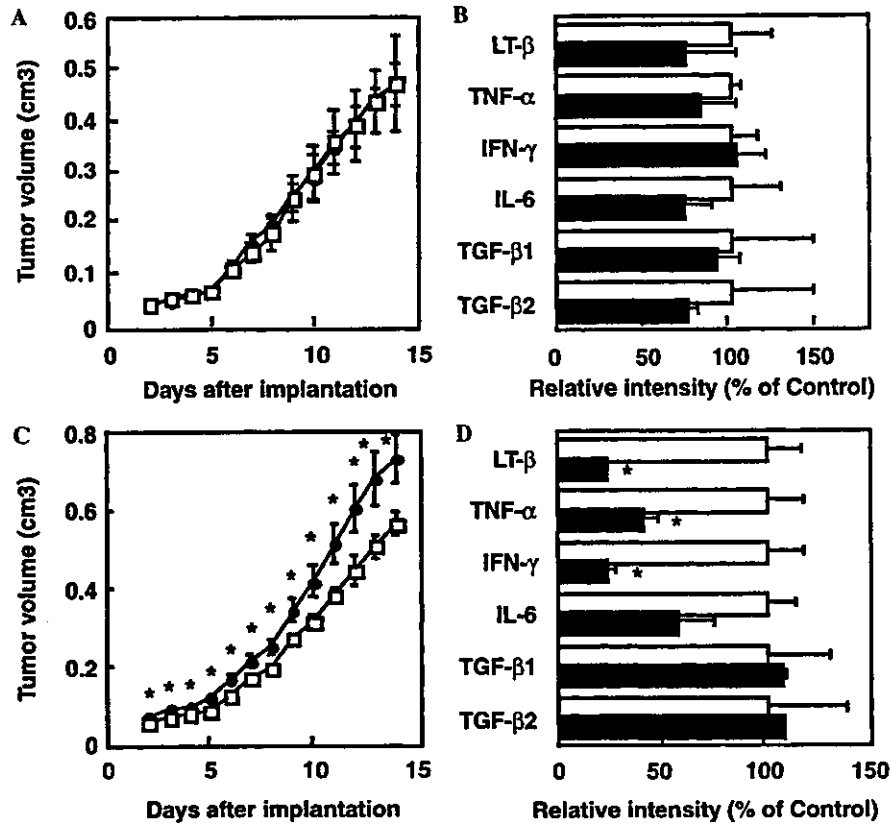 A
Tumor volume (cm3)
0.6
0.5
0.4
0.3
0.2
0.1
0
0 5 10 15
Days after implantation
B
LT-β
TNF-α
IFN-γ
IL-6
TGF-β1
TGF-β2
0 50 100 150
Relative intensity (% of Control)
C
Tumor volume (cm3)
0.8
0.6
0.4
0.2
0
0 5 10 15
* * * * * * * * * * * * *
Days after implantation
D
LT-β
*
TNF-α
*
IFN-γ
*
IL-6
TGF-β1
TGF-β2
0 50 100 150
Relative intensity (% of Control)